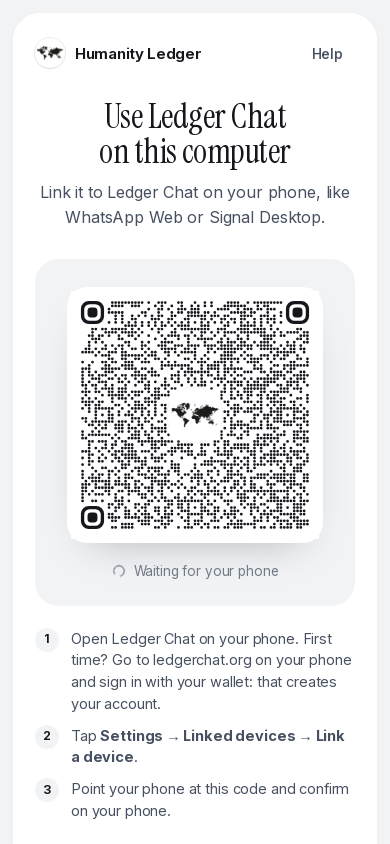 Humanity Ledger
Help
Use Ledger Chat
on this computer
Link it to Ledger Chat on your phone, like
WhatsApp Web or Signal Desktop.
Waiting for your phone
1 Open Ledger Chat on your phone. First
time? Go to ledgerchat.org on your phone
and sign in with your wallet: that creates
your account.
2 Tap Settings → Linked devices → Link
a device.
3 Point your phone at this code and confirm
on your phone.